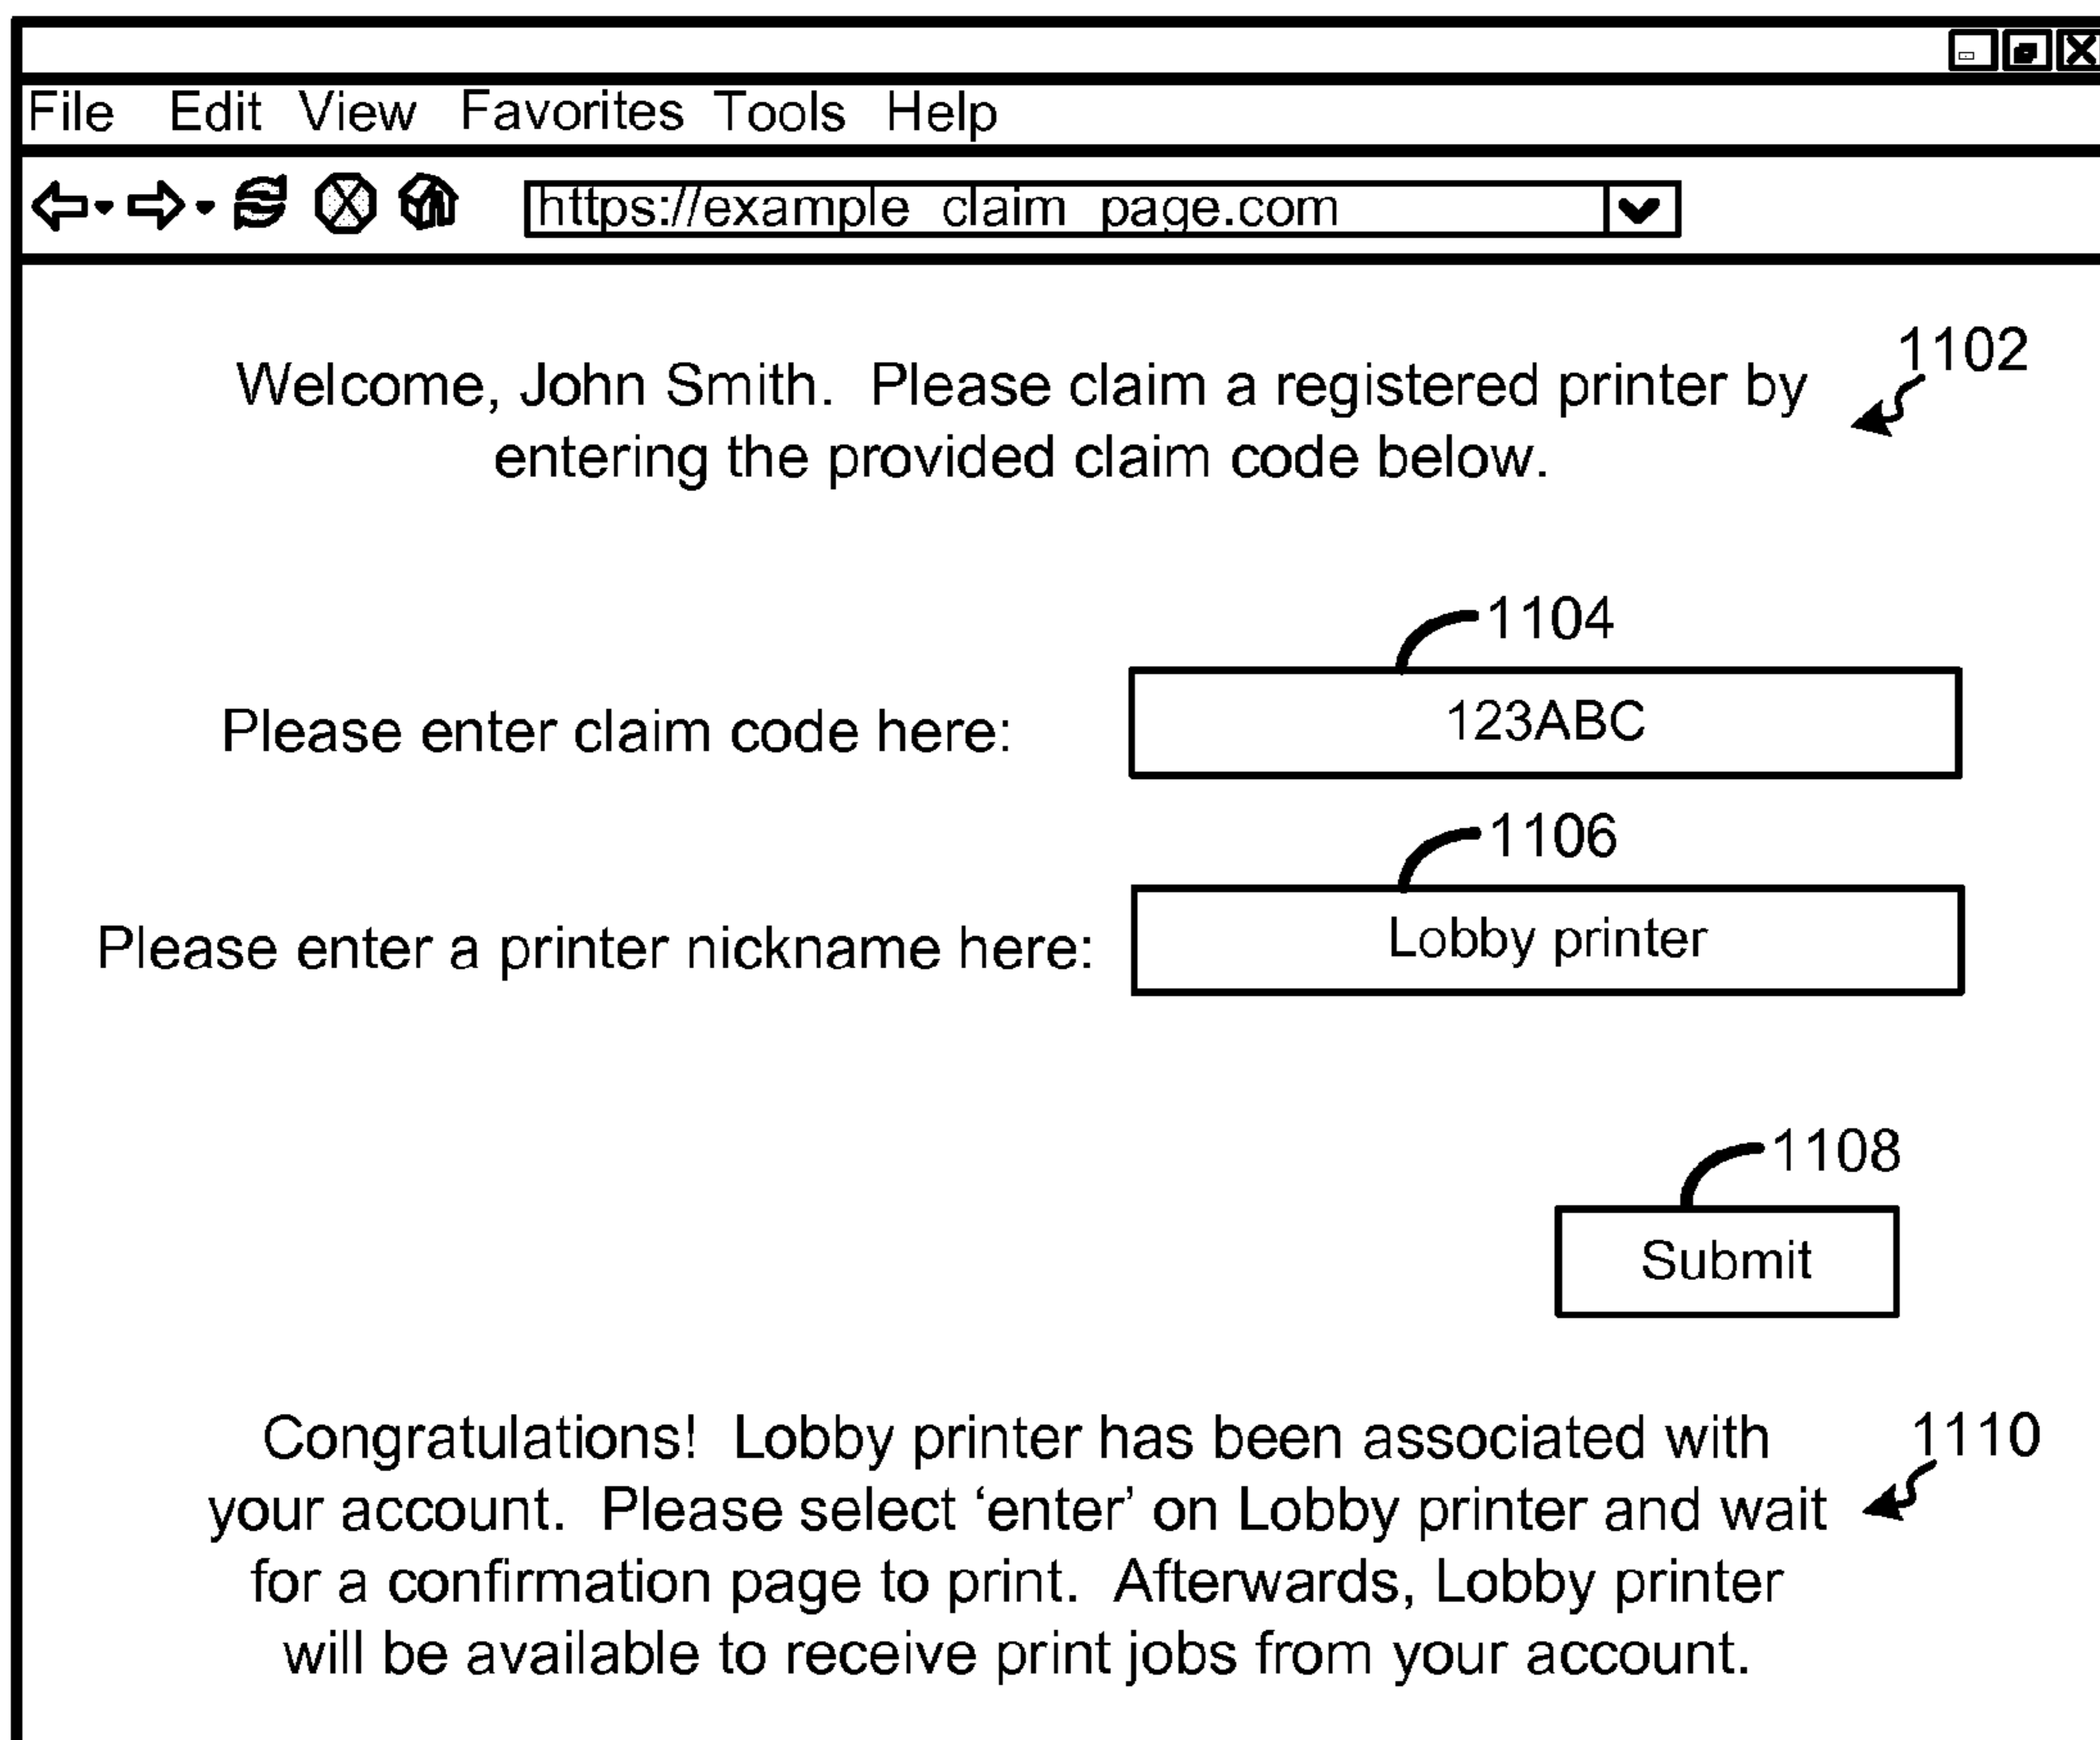 File Edit View Favorites Tools Help
https://example_claim_page.com
1102
Welcome, John Smith. Please claim a registered printer by
entering the provided claim code below.
1104
Please enter claim code here: 123ABC
1106
Please enter a printer nickname here: Lobby printer
1108
Submit
1110
Congratulations! Lobby printer has been associated with
your account. Please select ‘enter’ on Lobby printer and wait
for a confirmation page to print. Afterwards, Lobby printer
will be available to receive print jobs from your account.